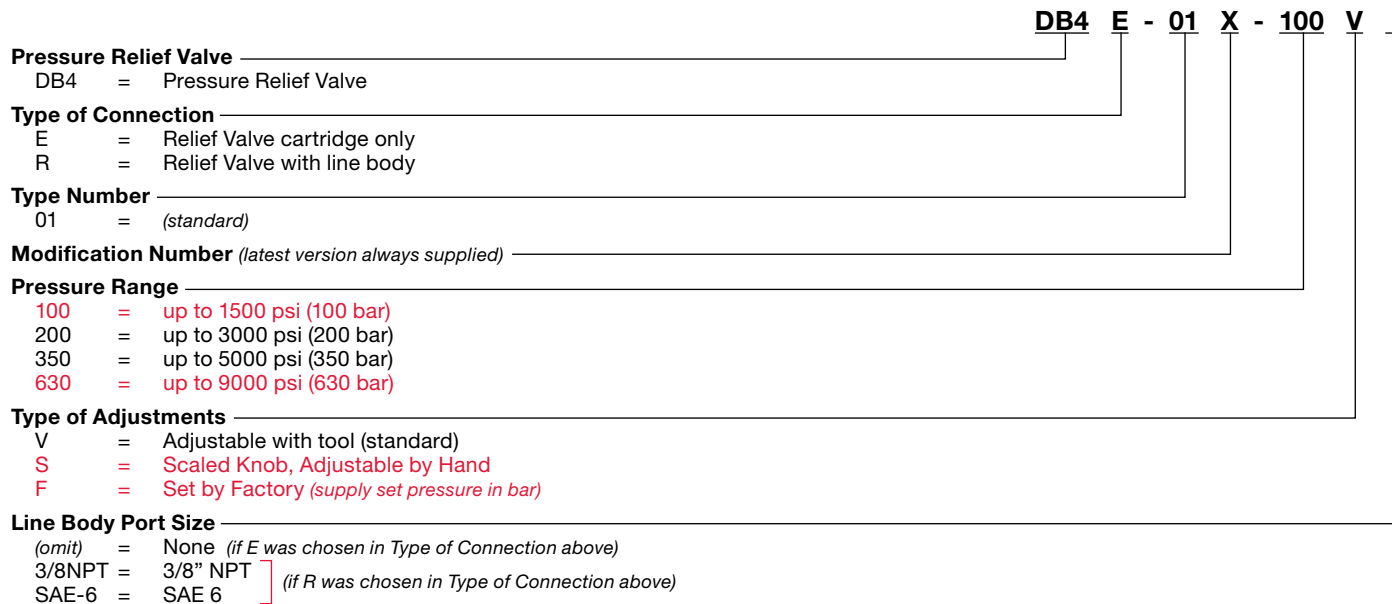 DB4 E - 01 X - 100 V
Pressure Relief Valve
DB4 = Pressure Relief Valve
Type of Connection
E = Relief Valve cartridge only
R = Relief Valve with line body
Type Number
01 = (standard)
Modification Number (latest version always supplied)
Pressure Range
100 = up to 1500 psi (100 bar)
200 = up to 3000 psi (200 bar)
350 = up to 5000 psi (350 bar)
630 = up to 9000 psi (630 bar)
Type of Adjustments
V = Adjustable with tool (standard)
S = Scaled Knob, Adjustable by Hand
F = Set by Factory (supply set pressure in bar)
Line Body Port Size
(omit) = None (if E was chosen in Type of Connection above)
3/8NPT = 3/8” NPT
(if R was chosen in Type of Connection above)
SAE-6 = SAE 6